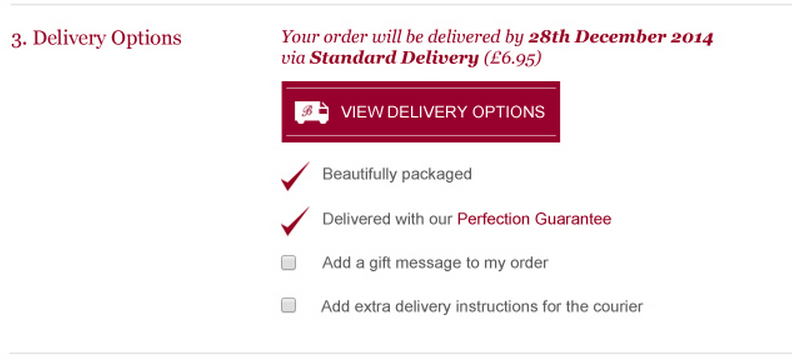 3. Delivery Options
Your order will be delivered by 28th December 2014
via Standard Delivery (£6.95)
B VIEW DELIVERY OPTIONS
Beautifully packaged
Delivered with our Perfection Guarantee
Add a gift message to my order
Add extra delivery instructions for the courier